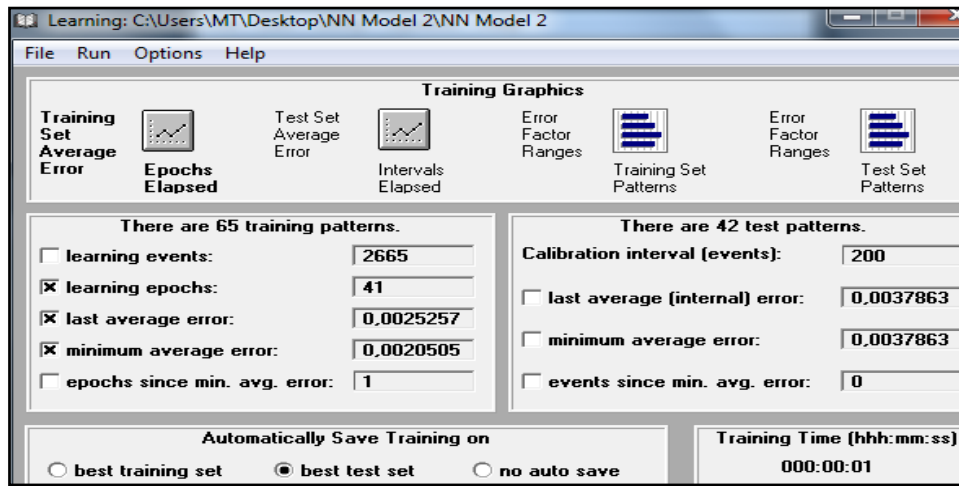 Learning: C:\Users\MT\Desktop\NN Model 2\NN Model 2
File Run Options Help
Training Graphics
Training
Set
Average
Error
Epochs
Elapsed
Test Set
Average
Error
Intervals
Elapsed
Error
Factor
Ranges
Training Set
Patterns
Error
Factor
Ranges
Test Set
Patterns
There are 65 training patterns.
learning events: 2665
learning epochs: 41
last average error: 0,0025257
minimum average error: 0,0020505
epochs since min. avg. error: 1
There are 42 test patterns.
Calibration interval (events): 200
last average (internal) error: 0,0037863
minimum average error: 0,0037863
events since min. avg. error: 0
Automatically Save Training on
best training set best test set no auto save
Training Time (hhh:mm:ss)
000:00:01